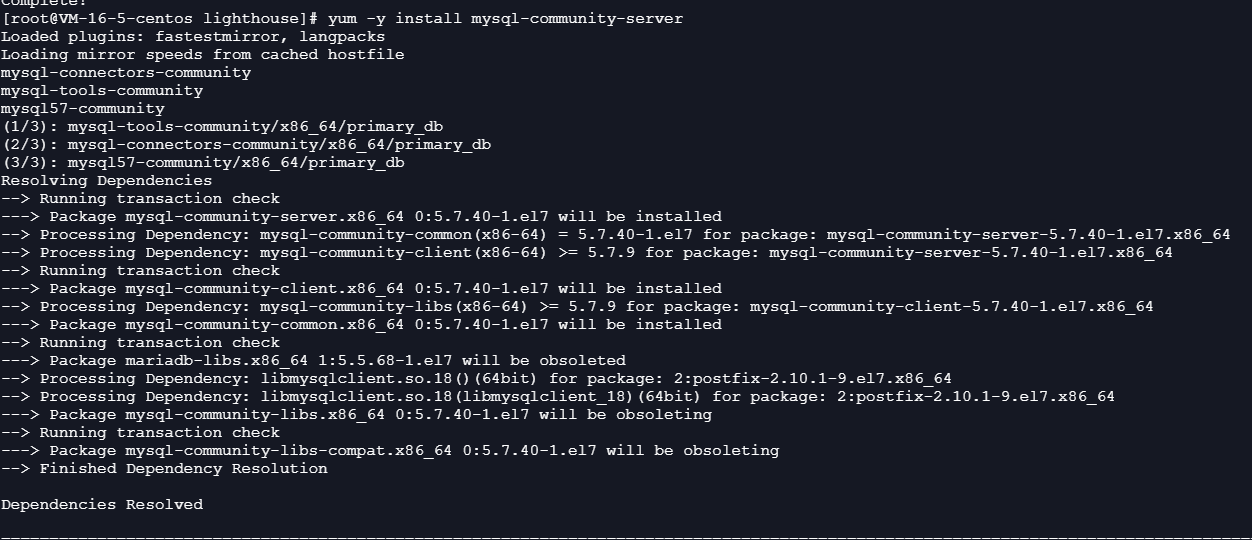 Complete!
[root@VM-16-5-centos lighthouse]# yum -y install mysql-community-server
Loaded plugins: fastestmirror, langpacks
Loading mirror speeds from cached hostfile
mysql-connectors-community
mysql-tools-community
mysql57-community
(1/3): mysql-tools-community/x86_64/primary_db
(2/3): mysql-connectors-community/x86_64/primary_db
(3/3): mysql57-community/x86_64/primary_db
Resolving Dependencies
--> Running transaction check
---> Package mysql-community-server.x86_64 0:5.7.40-1.el7 will be installed
--> Processing Dependency: mysql-community-common(x86-64) = 5.7.40-1.el7 for package: mysql-community-server-5.7.40-1.el7.x86_64
--> Processing Dependency: mysql-community-client(x86-64) >= 5.7.9 for package: mysql-community-server-5.7.40-1.el7.x86_64
--> Running transaction check
---> Package mysql-community-client.x86_64 0:5.7.40-1.el7 will be installed
--> Processing Dependency: mysql-community-libs(x86-64) >= 5.7.9 for package: mysql-community-client-5.7.40-1.el7.x86_64
---> Package mysql-community-common.x86_64 0:5.7.40-1.el7 will be installed
--> Running transaction check
---> Package mariadb-libs.x86_64 1:5.5.68-1.el7 will be obsoleted
--> Processing Dependency: libmysqlclient.so.18()(64bit) for package: 2:postfix-2.10.1-9.el7.x86_64
--> Processing Dependency: libmysqlclient.so.18(libmysqlclient_18)(64bit) for package: 2:postfix-2.10.1-9.el7.x86_64
---> Package mysql-community-libs.x86_64 0:5.7.40-1.el7 will be obsoleting
--> Running transaction check
---> Package mysql-community-libs-compat.x86_64 0:5.7.40-1.el7 will be obsoleting
--> Finished Dependency Resolution
Dependencies Resolved